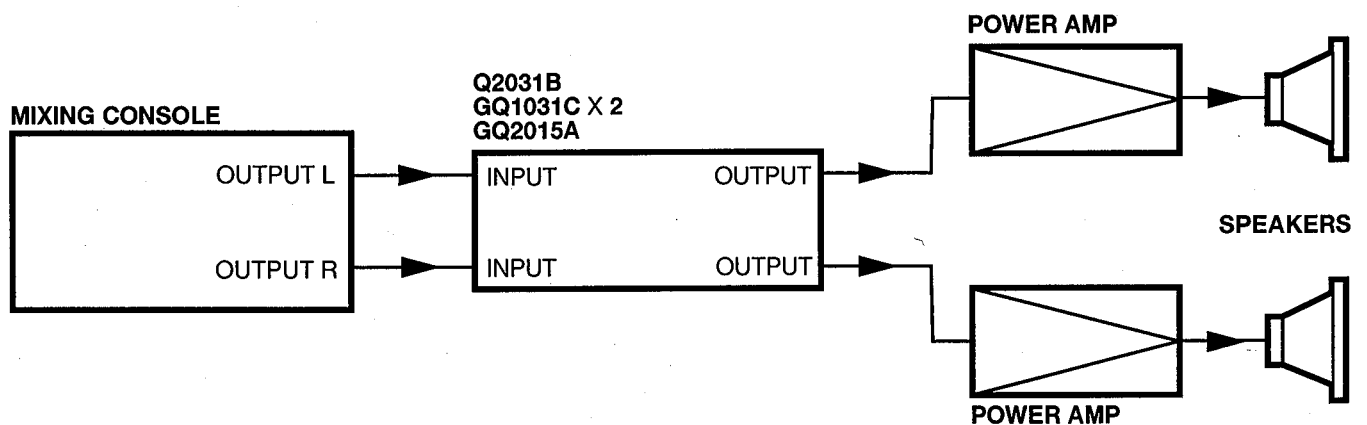 POWER AMP
Q2031B
GQ1031C X 2
GQ2015A
MIXING CONSOLE
OUTPUT L
INPUT
OUTPUT
SPEAKERS
OUTPUT R
INPUT
OUTPUT
POWER AMP